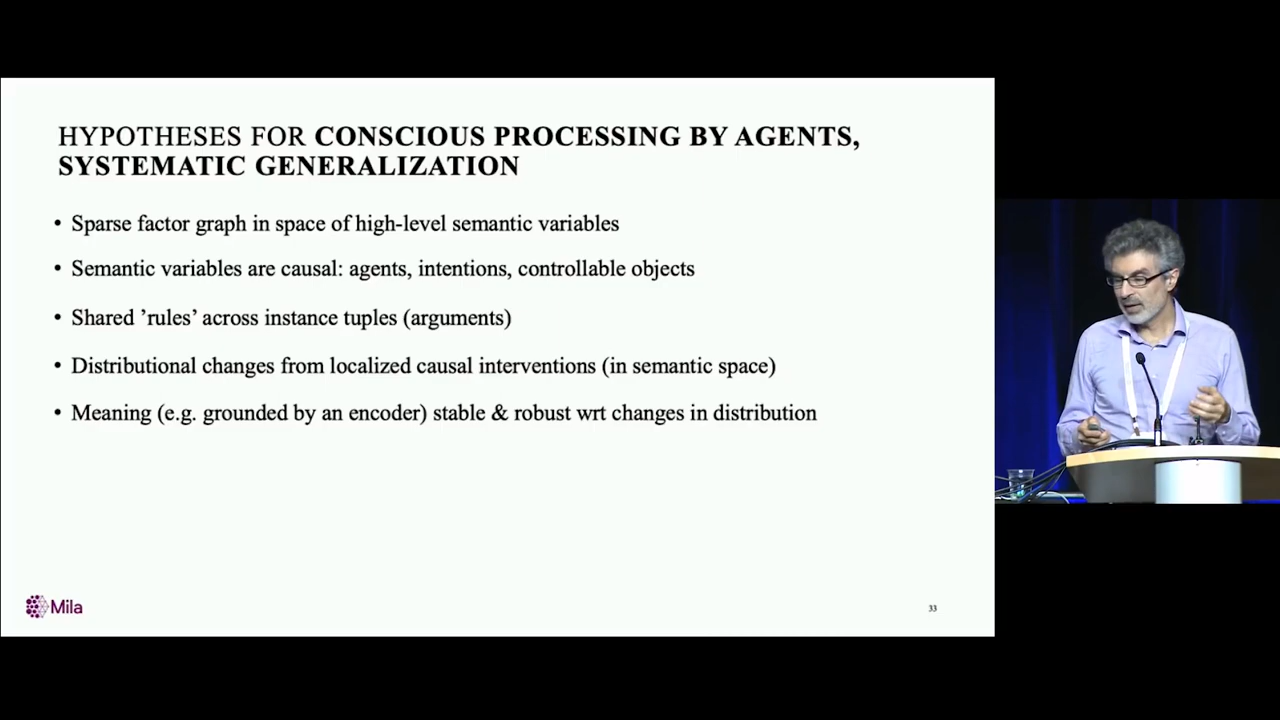 HYPOTHESES FOR CONSCIOUS PROCESSING BY AGENTS,
SYSTEMATIC GENERALIZATION
• Sparse factor graph in space of high-level semantic variables
• Semantic variables are causal: agents, intentions, controllable objects
• Shared ’rules’ across instance tuples (arguments)
• Distributional changes from localized causal interventions (in semantic space)
• Meaning (e.g. grounded by an encoder) stable & robust wrt changes in distribution
Mila
33